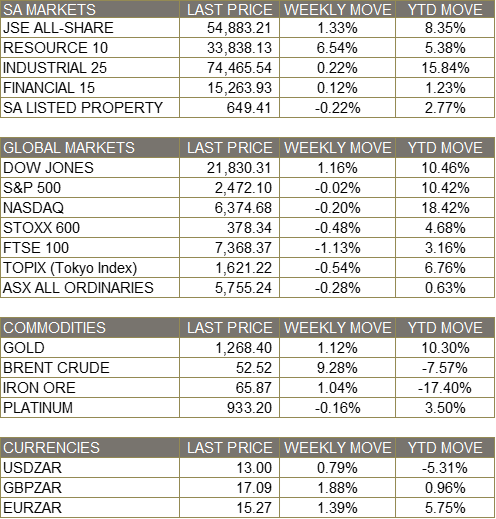 SA MARKETS LAST PRICE WEEKLY MOVE YTD MOVE
JSE ALL-SHARE 54,883.21 1.33% 8.35%
RESOURCE 10 33,838.13 6.54% 5.38%
INDUSTRIAL 25 74,465.54 0.22% 15.84%
FINANCIAL 15 15,263.93 0.12% 1.23%
SA LISTED PROPERTY 649.41 -0.22% 2.77%
GLOBAL MARKETS LAST PRICE WEEKLY MOVE YTD MOVE
DOW JONES 21,830.31 1.16% 10.46%
S&P 500 2,472.10 -0.02% 10.42%
NASDAQ 6,374.68 -0.20% 18.42%
STOXX 600 378.34 -0.48% 4.68%
FTSE 100 7,368.37 -1.13% 3.16%
TOPIX (Tokyo Index) 1,621.22 -0.54% 6.76%
ASX ALL ORDINARIES 5,755.24 -0.28% 0.63%
COMMODITIES LAST PRICE WEEKLY MOVE YTD MOVE
GOLD 1,268.40 1.12% 10.30%
BRENT CRUDE 52.52 9.28% -7.57%
IRON ORE 65.87 1.04% -17.40%
PLATINUM 933.20 -0.16% 3.50%
CURRENCIES LAST PRICE WEEKLY MOVE YTD MOVE
USDZAR 13.00 0.79% -5.31%
GBPZAR 17.09 1.88% 0.96%
EURZAR 15.27 1.39% 5.75%